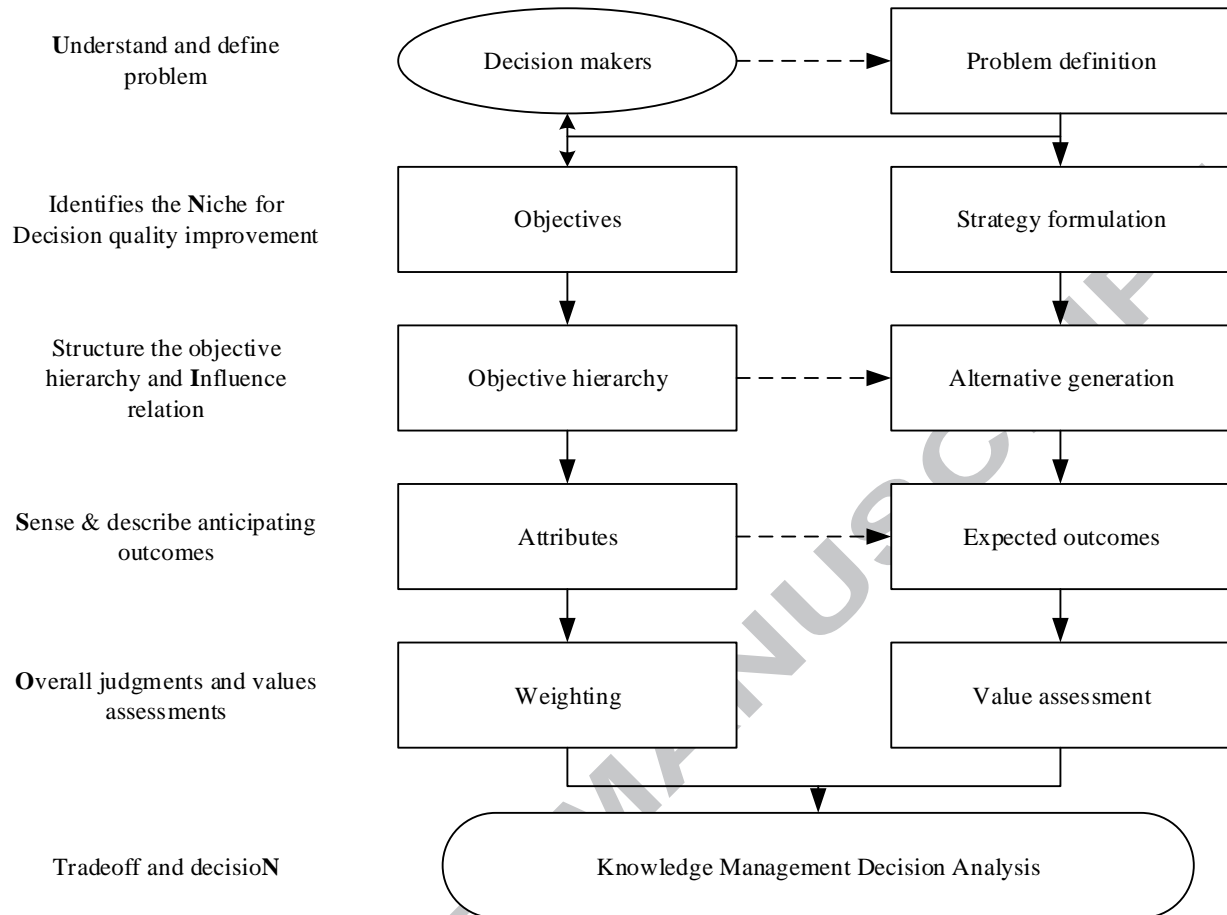 Understand and define
problem
Decision makers
Problem definition
Identifies the Niche for
Decision quality improvement
Objectives
Strategy formulation
Structure the objective
hierarchy and Influence
relation
Objective hierarchy
Alternative generation
Sense & describe anticipating
outcomes
Attributes
Expected outcomes
Overall judgments and values
assessments
Weighting
Value assessment
Tradeoff and decisioN
Knowledge Management Decision Analysis